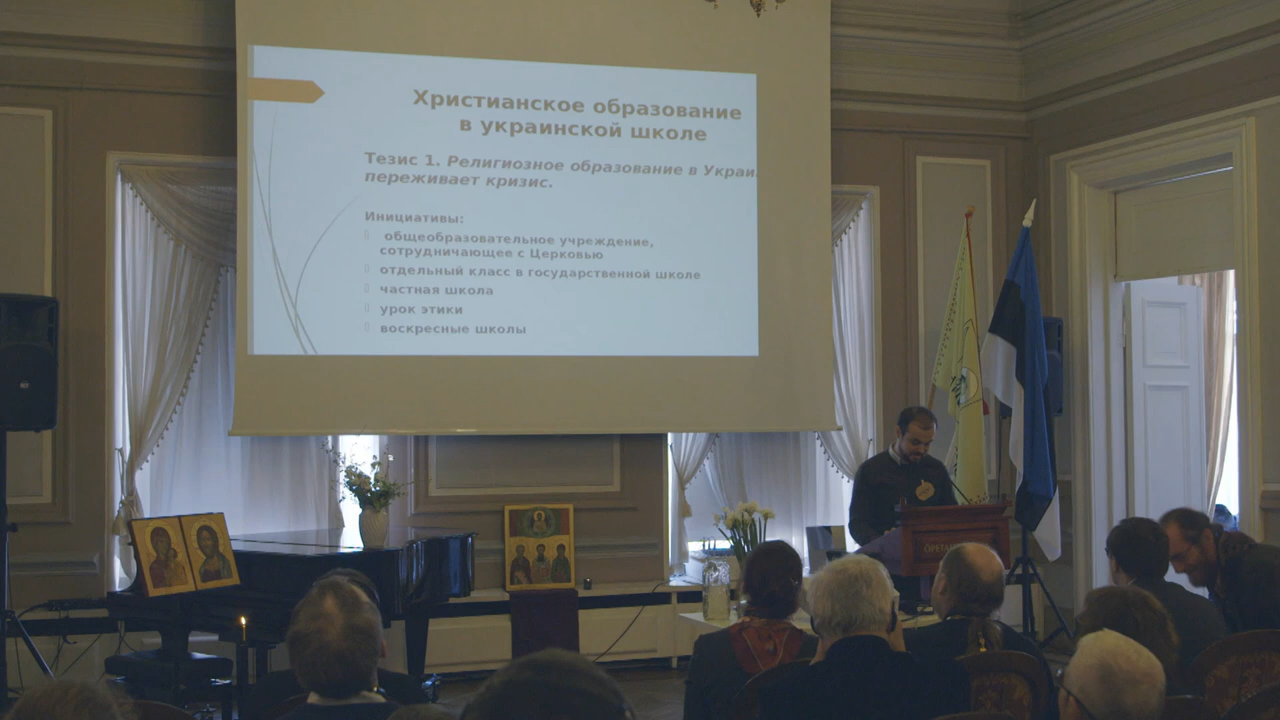 Христианское образование
в украинской школе
Тезис 1. Религиозное образование в Украи
переживает кризис.
Инициативы:
общеобразовательное учреждение,
сотрудничающее с Церковью
отдельный класс в государственной школе
частная школа
урок этики
воскресные школы